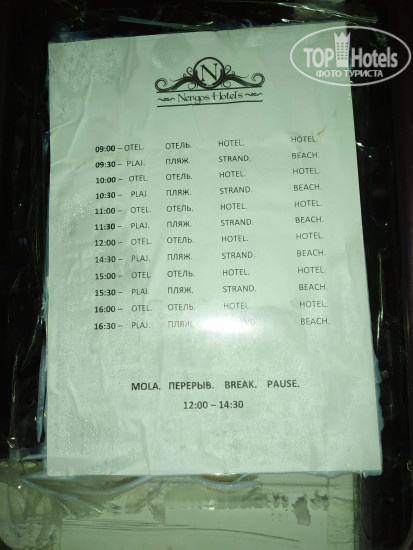 TOP Hotels
ФОТО ТУРИСТА
N
Nergos Hotels
09:00 – OTEL. ОТЕЛЬ. HOTEL. HOTEL.
09:30 – PLAJ. ПЛЯЖ. STRAND. BEACH.
10:00 – OTEL. ОТЕЛЬ. HOTEL. HOTEL.
10:30 – PLAJ. ПЛЯЖ. STRAND. BEACH.
11:00 – OTEL. ОТЕЛЬ. HOTEL. HOTEL.
11:30 – PLAJ. ПЛЯЖ. STRAND. BEACH.
12:00 – OTEL. ОТЕЛЬ. HOTEL. HOTEL.
14:30 – PLAJ. ПЛЯЖ. STRAND. BEACH.
15:00 – OTEL. ОТЕЛЬ. HOTEL. HOTEL.
15:30 – PLAJ. ПЛЯЖ. STRAND. BEACH.
16:00 – OTEL. ОТЕЛЬ. HOTEL. HOTEL.
16:30 – PLAJ. ПЛЯЖ. BEACH.
MOLA. ПЕРЕРЫВ. BREAK. PAUSE.
12:00 – 14:30